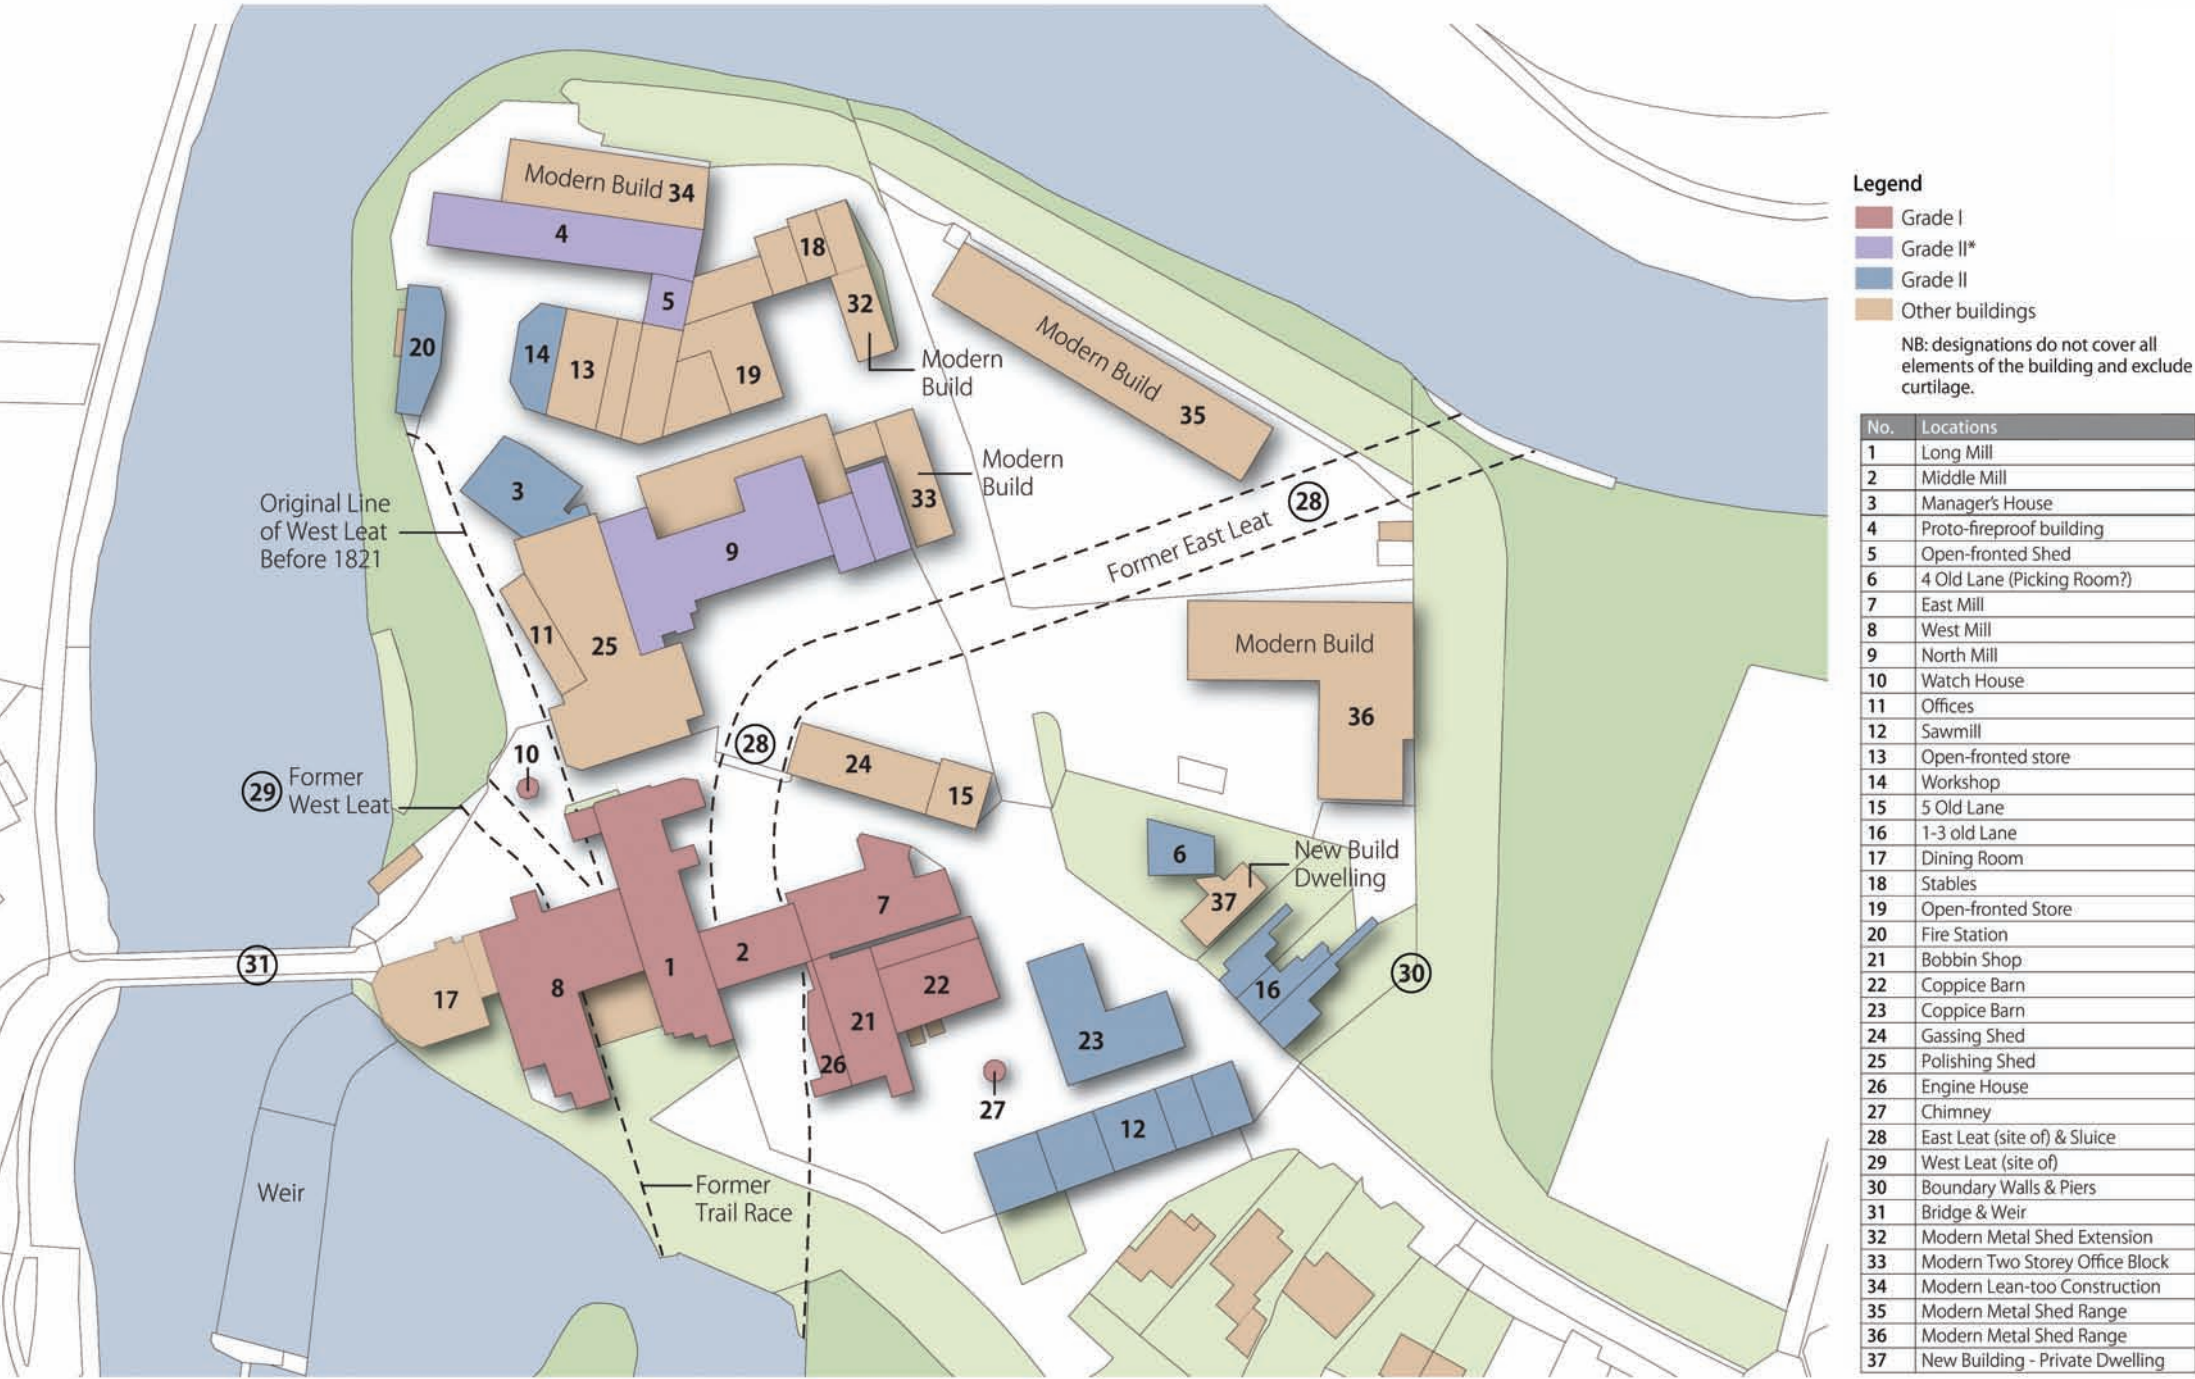 Modern Build 34
4
18
5
32
20
14
13
19
Modern
Build
Modern Build
35
3
Modern
Build
33
Original Line
of West Leat
Before 1821
9
28
Former East Leat
11
25
Modern Build
36
10
28
24
15
29
Former
West Leat
6
New Build
Dwelling
37
7
2
31
1
8
17
22
21
26
16
30
23
27
12
Weir
Former
Trail Race
Legend
Grade I
Grade II*
Grade II
Other buildings
NB: designations do not cover all
elements of the building and exclude
curtilage.
No. Locations
1 Long Mill
2 Middle Mill
3 Manager's House
4 Proto-fireproof building
5 Open-fronted Shed
6 4 Old Lane (Picking Room?)
7 East Mill
8 West Mill
9 North Mill
10 Watch House
11 Offices
12 Sawmill
13 Open-fronted store
14 Workshop
15 5 Old Lane
16 1-3 old Lane
17 Dining Room
18 Stables
19 Open-fronted Store
20 Fire Station
21 Bobbin Shop
22 Coppice Barn
23 Coppice Barn
24 Gassing Shed
25 Polishing Shed
26 Engine House
27 Chimney
28 East Leat (site of) & Sluice
29 West Leat (site of)
30 Boundary Walls & Piers
31 Bridge & Weir
32 Modern Metal Shed Extension
33 Modern Two Storey Office Block
34 Modern Lean-too Construction
35 Modern Metal Shed Range
36 Modern Metal Shed Range
37 New Building - Private Dwelling